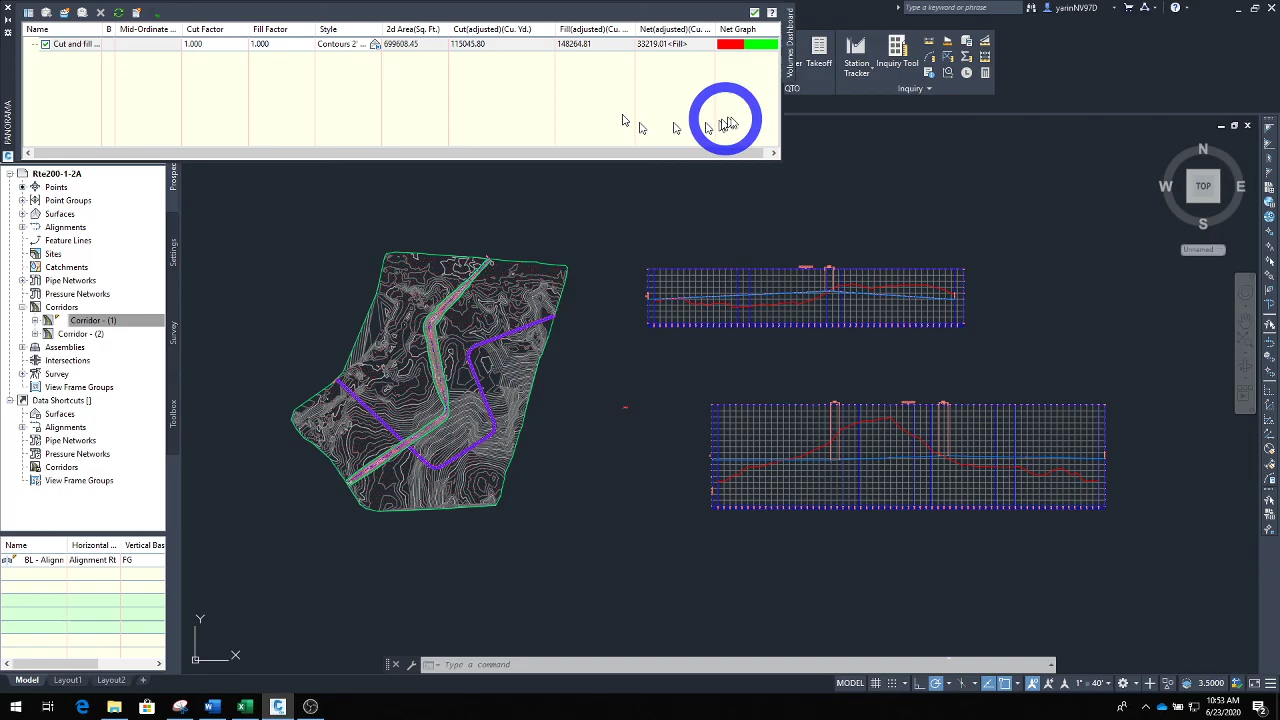 Type a keyword or phrase
yarinNV97D
Name Mid-Ordinate ... Cut Factor Fill Factor Style 2d Area(Sq. Ft.) Cut(adjusted)(Cu. Yd.) Fill(adjusted)(Cu. ... Net(adjusted)(Cu... Net Graph
Cut and fill ... 1.000 1.000 Contours 2' ... 699608.45 115045.80 148264.81 33219.01<Fill>
PANORAMA
Volumes Dashboard
Takeoff
Station Tracker
Inquiry Tool
QTO
Inquiry
Rte200-1-2A
Points
Point Groups
Surfaces
Alignments
Feature Lines
Sites
Catchments
Pipe Networks
Pressure Networks
Corridors
Corridor - (1)
Corridor - (2)
Assemblies
Intersections
Survey
View Frame Groups
Data Shortcuts []
Surfaces
Alignments
Pipe Networks
Pressure Networks
Corridors
View Frame Groups
Prospec
Settings
Survey
Toolbox
N
W TOP E
S
Unnamed
Name Horizontal ... Vertical Bas
BL - Alignn Alignment Rt FG
Y
X
Type a command
Model Layout1 Layout2 +
MODEL 1" = 40' 3.5000
10:53 AM
6/23/2020